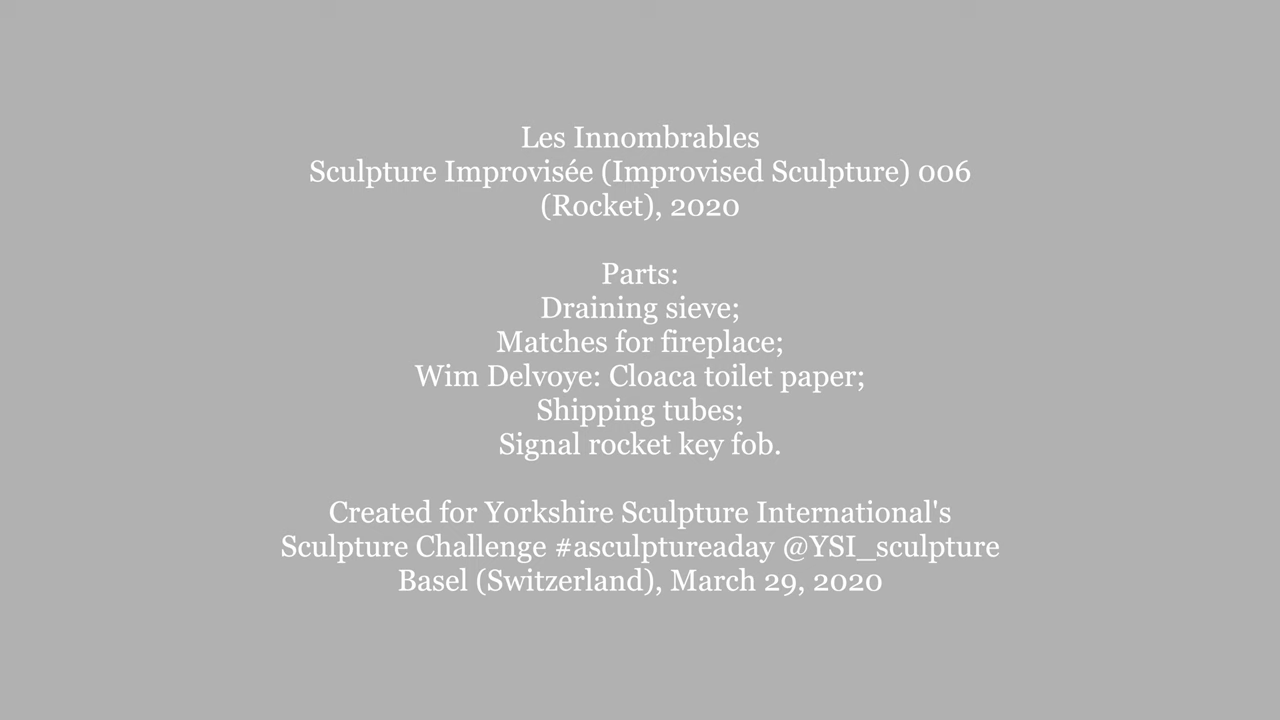 Les Innombrables
Sculpture Improvisée (Improvised Sculpture) 006
(Rocket), 2020
Parts:
Draining sieve;
Matches for fireplace;
Wim Delvoye: Cloaca toilet paper;
Shipping tubes;
Signal rocket key fob.
Created for Yorkshire Sculpture International's
Sculpture Challenge #asculptureaday @YSI_sculpture
Basel (Switzerland), March 29, 2020